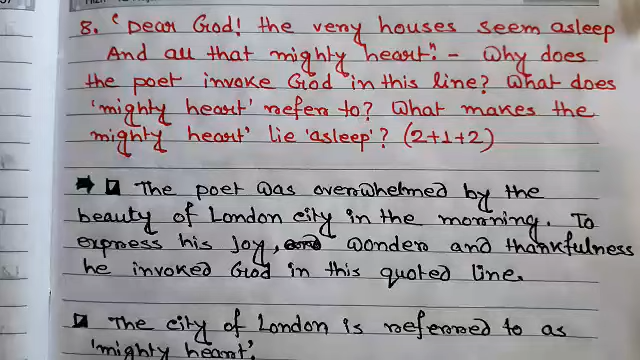 8. 'Dear God! the very houses seem asleep
And all that mighty heart" - Why does
the poet invoke God in this line? What does
'mighty heart' refer to? What makes the
mighty heart' lie 'asleep'? (2+1+2)
The poet was overwhelmed by the
beauty of London city in the morning. To
express his joy, wonder and thankfulness
he invoked God in this quoted line.
The city of London is referred to as
'mighty heart'.